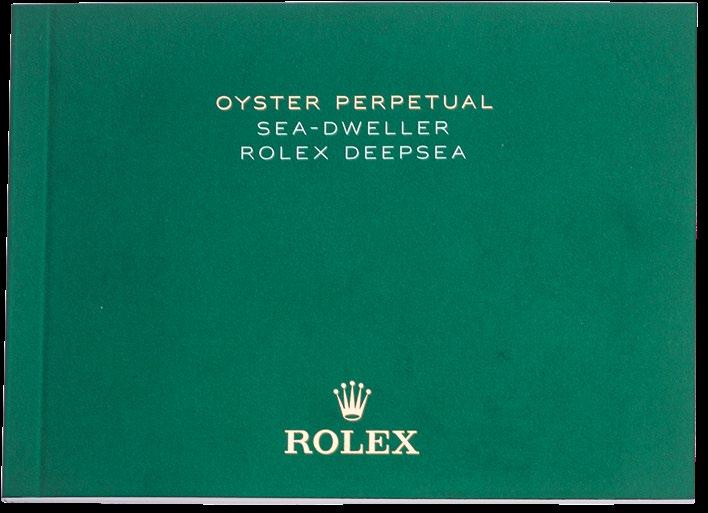 OYSTER PERPETUAL
SEA-DWELLER
ROLEX DEEPSEA
ROLEX